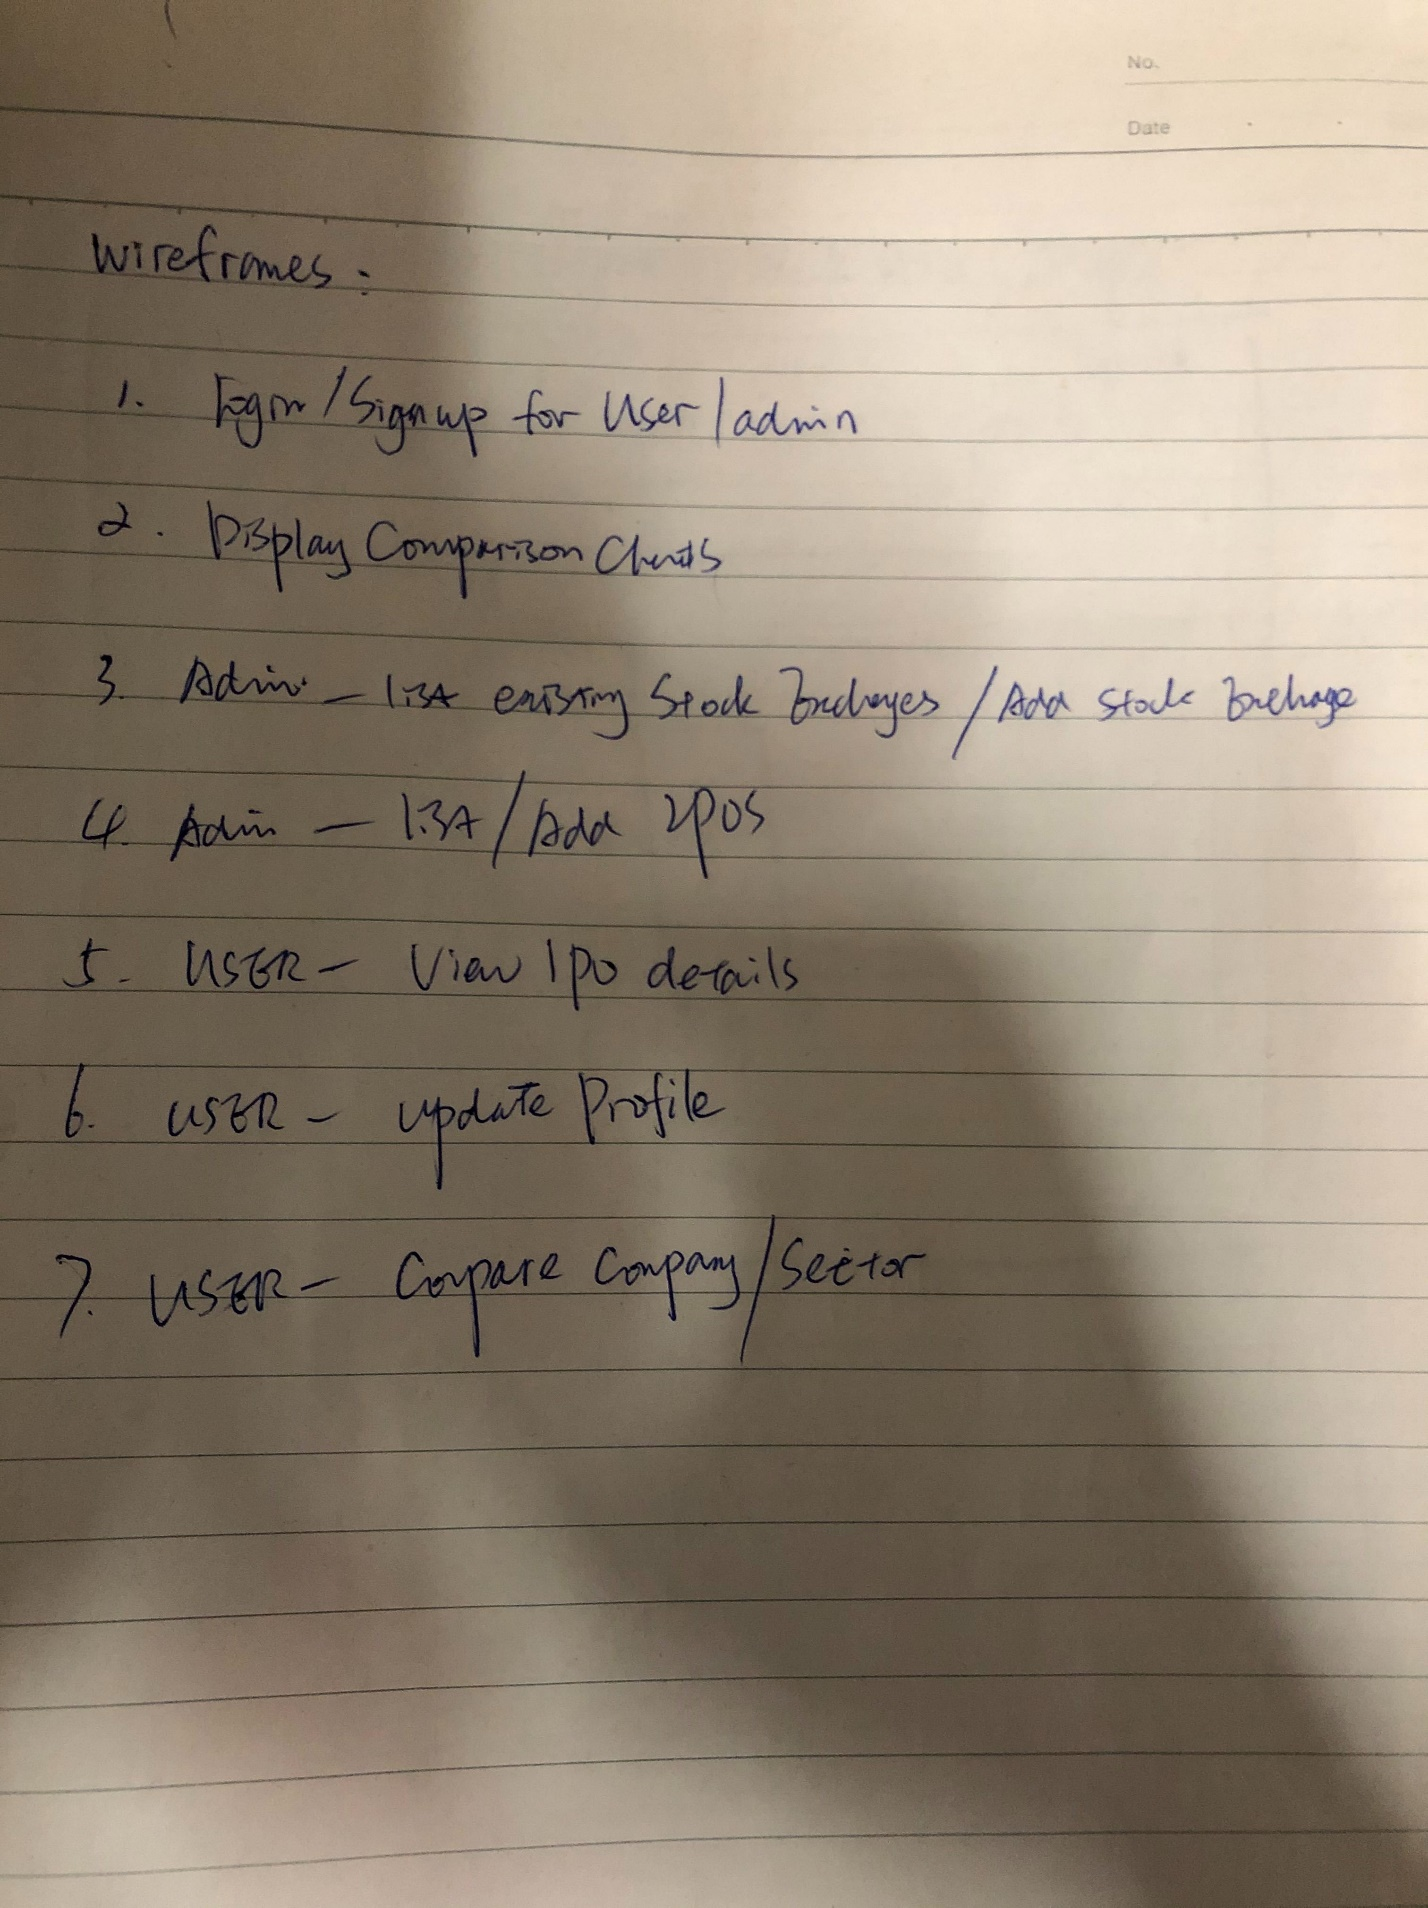 No.
Date
Wireframes:
1. Login/Signup for User/admin
2. Display Comparison Charts
3. Admin - list existing Stock Exchanges / Add stock Exchange
4. Admin - list/Add IPOS
5. USER - View IPO details
6. USER - update Profile
7. USER - Compare Company/Sector